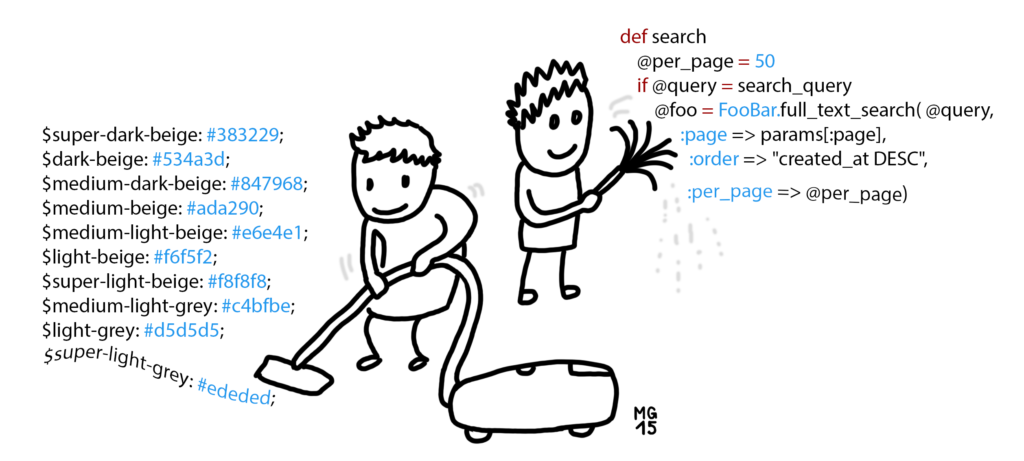 $super-dark-beige: #383229;
$dark-beige: #534a3d;
$medium-dark-beige: #847968;
$medium-beige: #ada290;
$medium-light-beige: #e6e4e1;
$light-beige: #f6f5f2;
$super-light-beige: #f8f8f8;
$medium-light-grey: #c4bfbe;
$light-grey: #d5d5d5;
$super-light-grey: #ededed;
def search
@per_page = 50
if @query = search_query
@foo = FooBar.full_text_search( @query,
:page => params[:page],
:order => "created_at DESC",
:per_page => @per_page)
MG
15